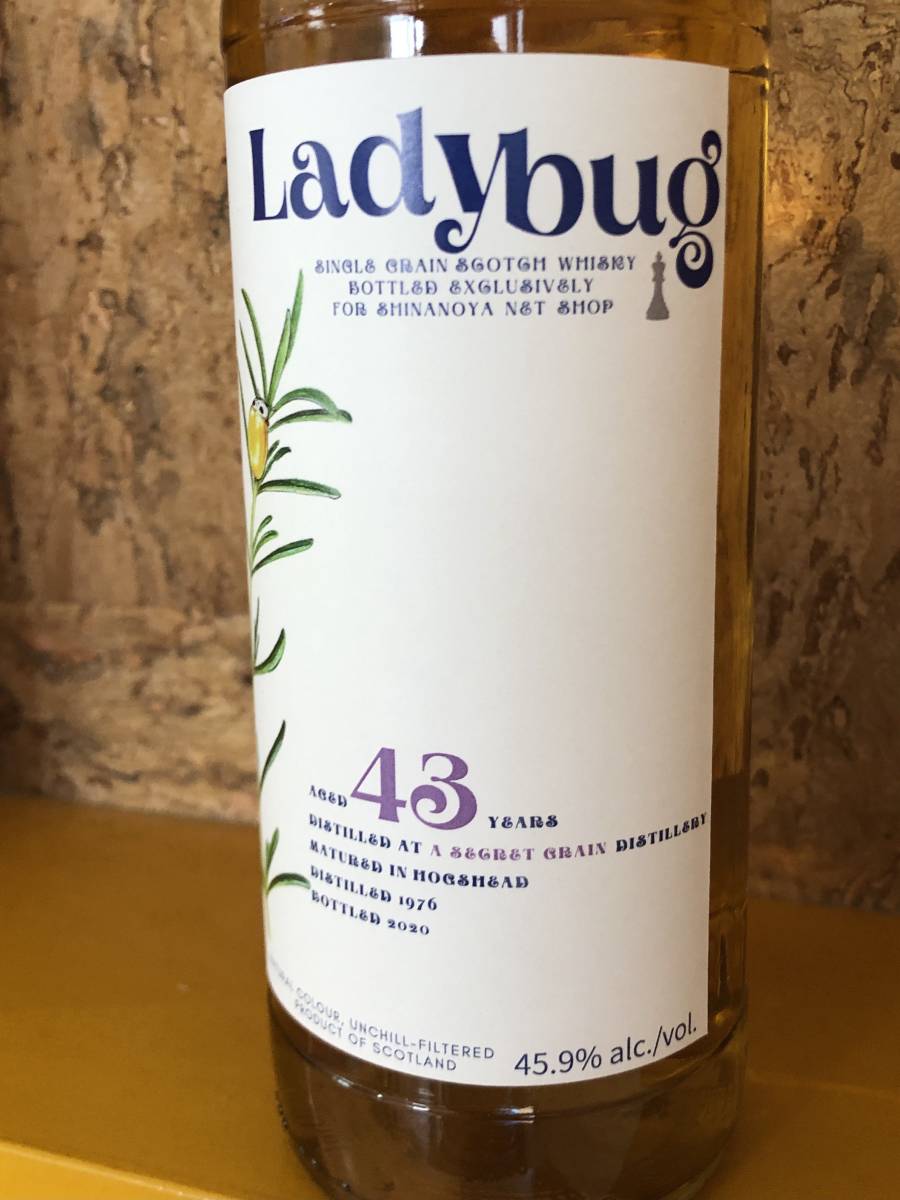 Ladybug
SINGLE GRAIN SCOTCH WHISKY
BOTTLED EXCLUSIVELY
FOR SHINANOYA NET SHOP
AGED 43 YEARS
DISTILLED AT A SECRET GRAIN DISTILLERY
MATURED IN HOGSHEAD
DISTILLED 1976
BOTTLED 2020
NATURAL COLOUR, UNCHILL-FILTERED
PRODUCT OF SCOTLAND
45.9% alc./vol.